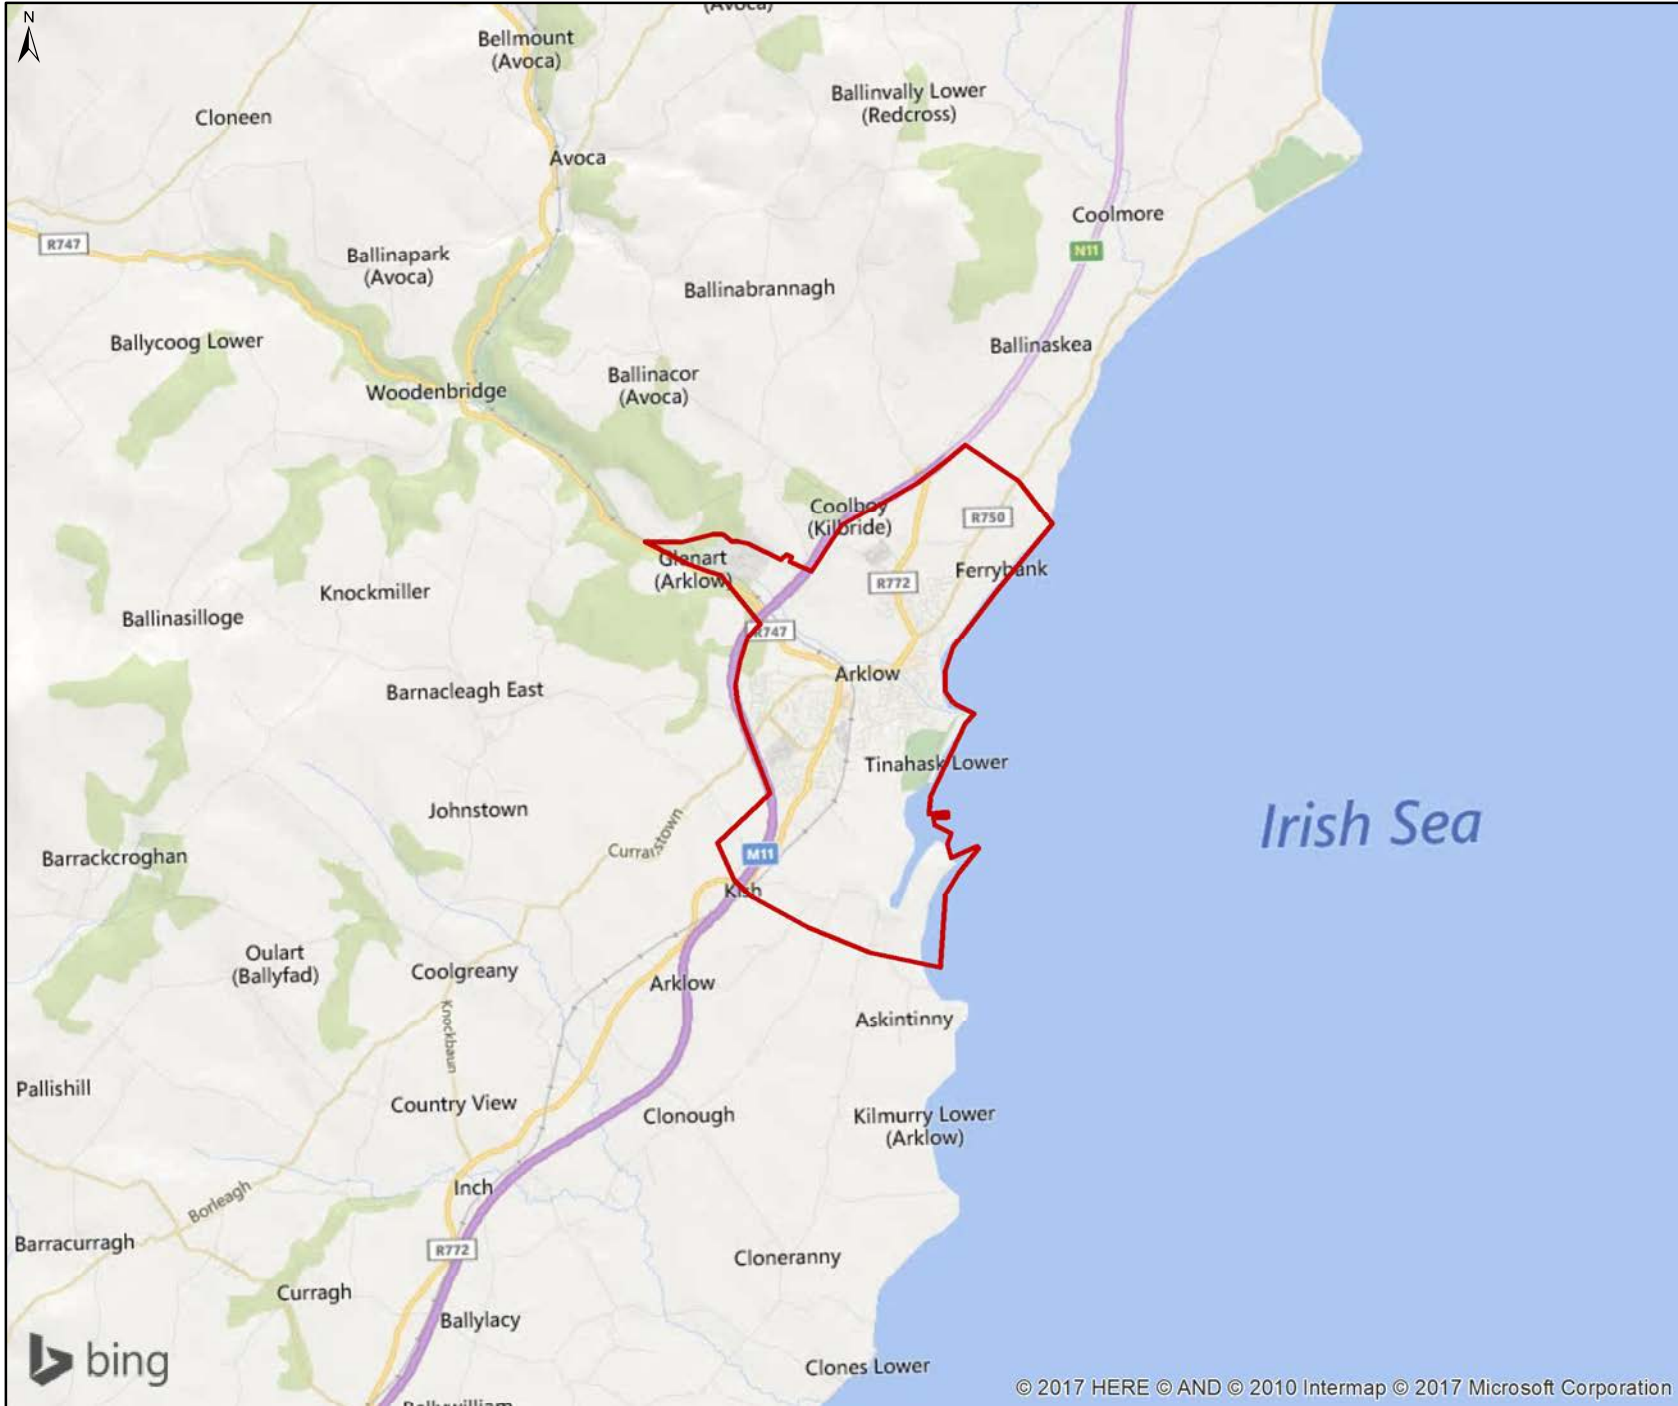 (Avoca)
N
Bellmount
(Avoca)
Ballinvally Lower
(Redcross)
Cloneen
Avoca
Coolmore
R747
N11
Ballinapark
(Avoca)
Ballinabrannagh
Ballycoog Lower
Ballinaskea
Ballinacor
(Avoca)
Woodenbridge
Coolboy
(Kilbride)
R750
Glenart
(Arklow)
Ferrybank
R772
Knockmiller
Ballinasilloge
R747
Arklow
Barnacleagh East
Tinahask Lower
Johnstown
Irish Sea
Curranstown
Barrackcroghan
M11
Kish
Oulart
(Ballyfad)
Coolgreany
Arklow
Knockbaun
Askintinny
Pallishill
Country View
Clonough
Kilmurry Lower
(Arklow)
Inch
Borleagh
Barracurragh
R772
Cloneranny
Curragh
Ballylacy
bing
Clones Lower
© 2017 HERE © AND © 2010 Intermap © 2017 Microsoft Corporation
Ballywilliam